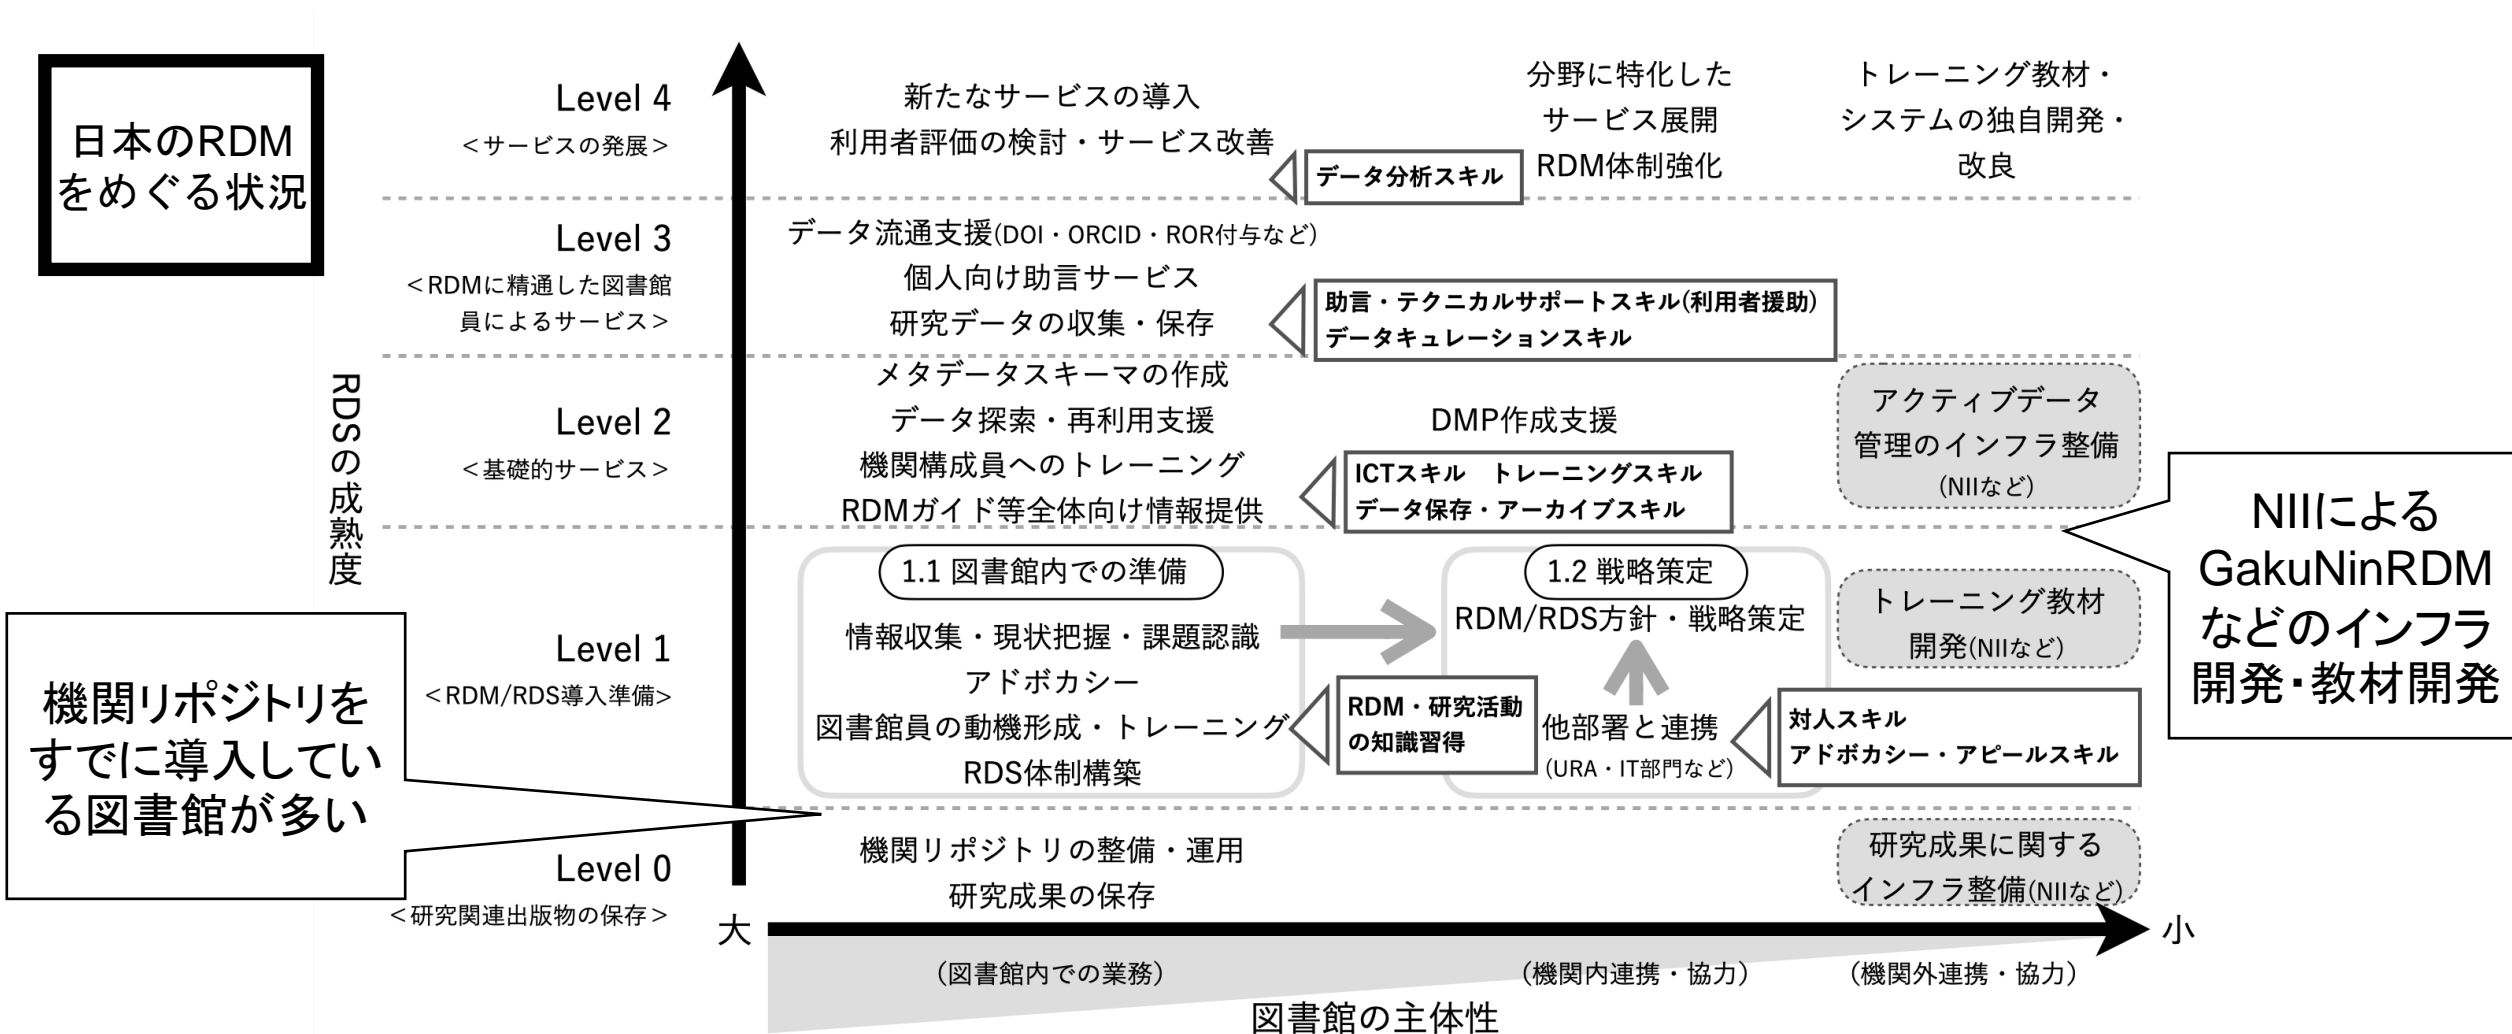 日本のRDM
をめぐる状況
RDSの成熟度
Level 4
<サービスの発展>
新たなサービスの導入
利用者評価の検討・サービス改善
データ分析スキル
分野に特化した
サービス展開
RDM体制強化
トレーニング教材・
システムの独自開発・
改良
Level 3
<RDMに精通した図書館
員によるサービス>
データ流通支援(DOI・ORCID・ROR付与など)
個人向け助言サービス
研究データの収集・保存
助言・テクニカルサポートスキル(利用者援助)
データキュレーションスキル
Level 2
<基礎的サービス>
メタデータスキーマの作成
データ探索・再利用支援
機関構成員へのトレーニング
RDMガイド等全体向け情報提供
DMP作成支援
ICTスキル　トレーニングスキル
データ保存・アーカイブスキル
アクティブデータ
管理のインフラ整備
(NIIなど)
NIIによる
GakuNinRDM
などのインフラ
開発・教材開発
Level 1
<RDM/RDS導入準備>
1.1 図書館内での準備
情報収集・現状把握・課題認識
アドボカシー
図書館員の動機形成・トレーニング
RDS体制構築
RDM・研究活動
の知識習得
1.2 戦略策定
RDM/RDS方針・戦略策定
他部署と連携
(URA・IT部門など)
対人スキル
アドボカシー・アピールスキル
トレーニング教材
開発(NIIなど)
機関リポジトリを
すでに導入してい
る図書館が多い
Level 0
<研究関連出版物の保存>
機関リポジトリの整備・運用
研究成果の保存
研究成果に関する
インフラ整備(NIIなど)
大
小
(図書館内での業務)
(機関内連携・協力)
(機関外連携・協力)
図書館の主体性